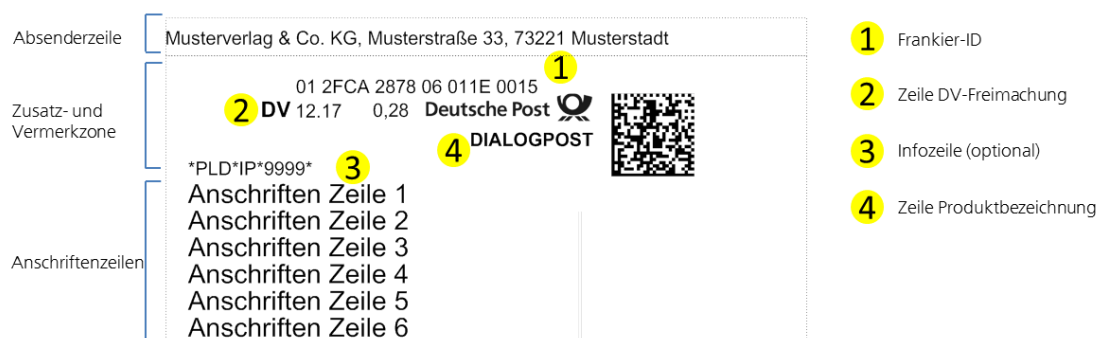 Absenderzeile
Musterverlag & Co. KG, Musterstraße 33, 73221 Musterstadt
1 Frankier-ID
Zusatz- und
Vermerkzone
01 2FCA 2878 06 011E 0015 1
2 DV 12.17 0,28 Deutsche Post
4 DIALOGPOST
*PLD*IP*9999* 3
2 Zeile DV-Freimachung
3 Infozeile (optional)
4 Zeile Produktbezeichnung
Anschriftenzeilen
Anschriften Zeile 1
Anschriften Zeile 2
Anschriften Zeile 3
Anschriften Zeile 4
Anschriften Zeile 5
Anschriften Zeile 6